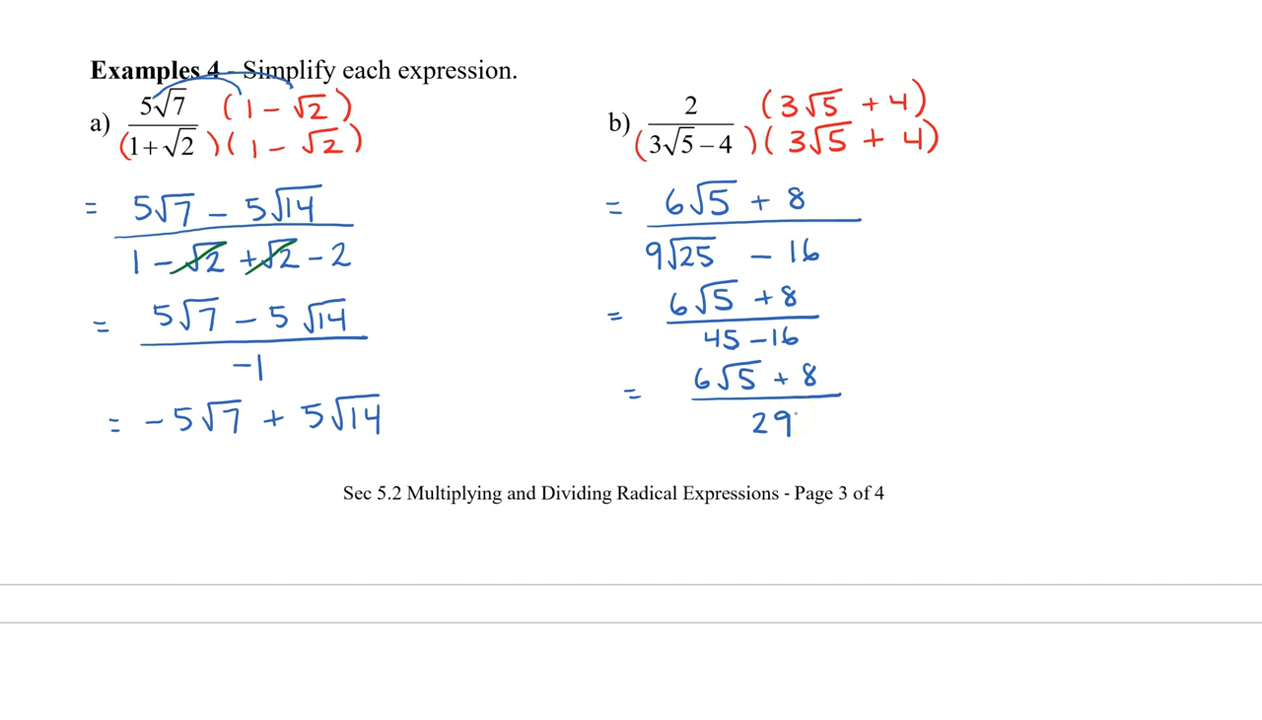 Examples 4 - Simplify each expression.
a) 5√7 (1 - √2) / (1 + √2)(1 - √2)
= 5√7 - 5√14 / 1 - √2 + √2 - 2
= 5√7 - 5√14 / -1
= -5√7 + 5√14
b) 2 (3√5 + 4) / (3√5 - 4)(3√5 + 4)
= 6√5 + 8 / 9√25 - 16
= 6√5 + 8 / 45 - 16
= 6√5 + 8 / 29
Sec 5.2 Multiplying and Dividing Radical Expressions - Page 3 of 4